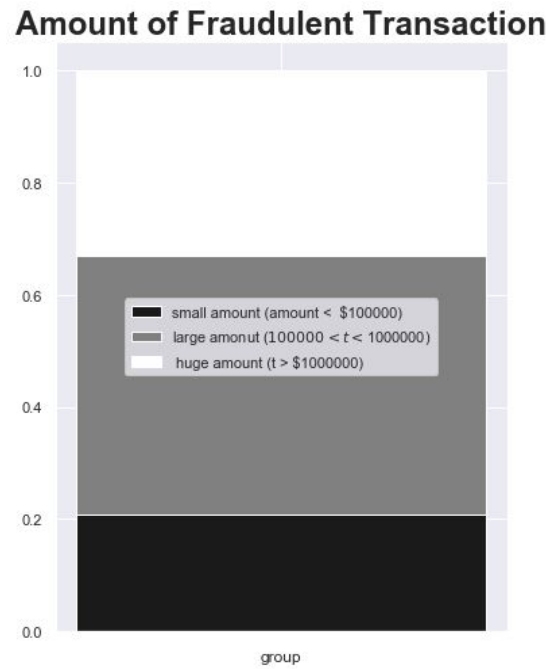 Amount of Fraudulent Transaction
1.0
0.8
0.6
small amount (amount < $100000)
large amonut (100000 < t < 1000000)
huge amount (t > $1000000)
0.4
0.2
0.0
group